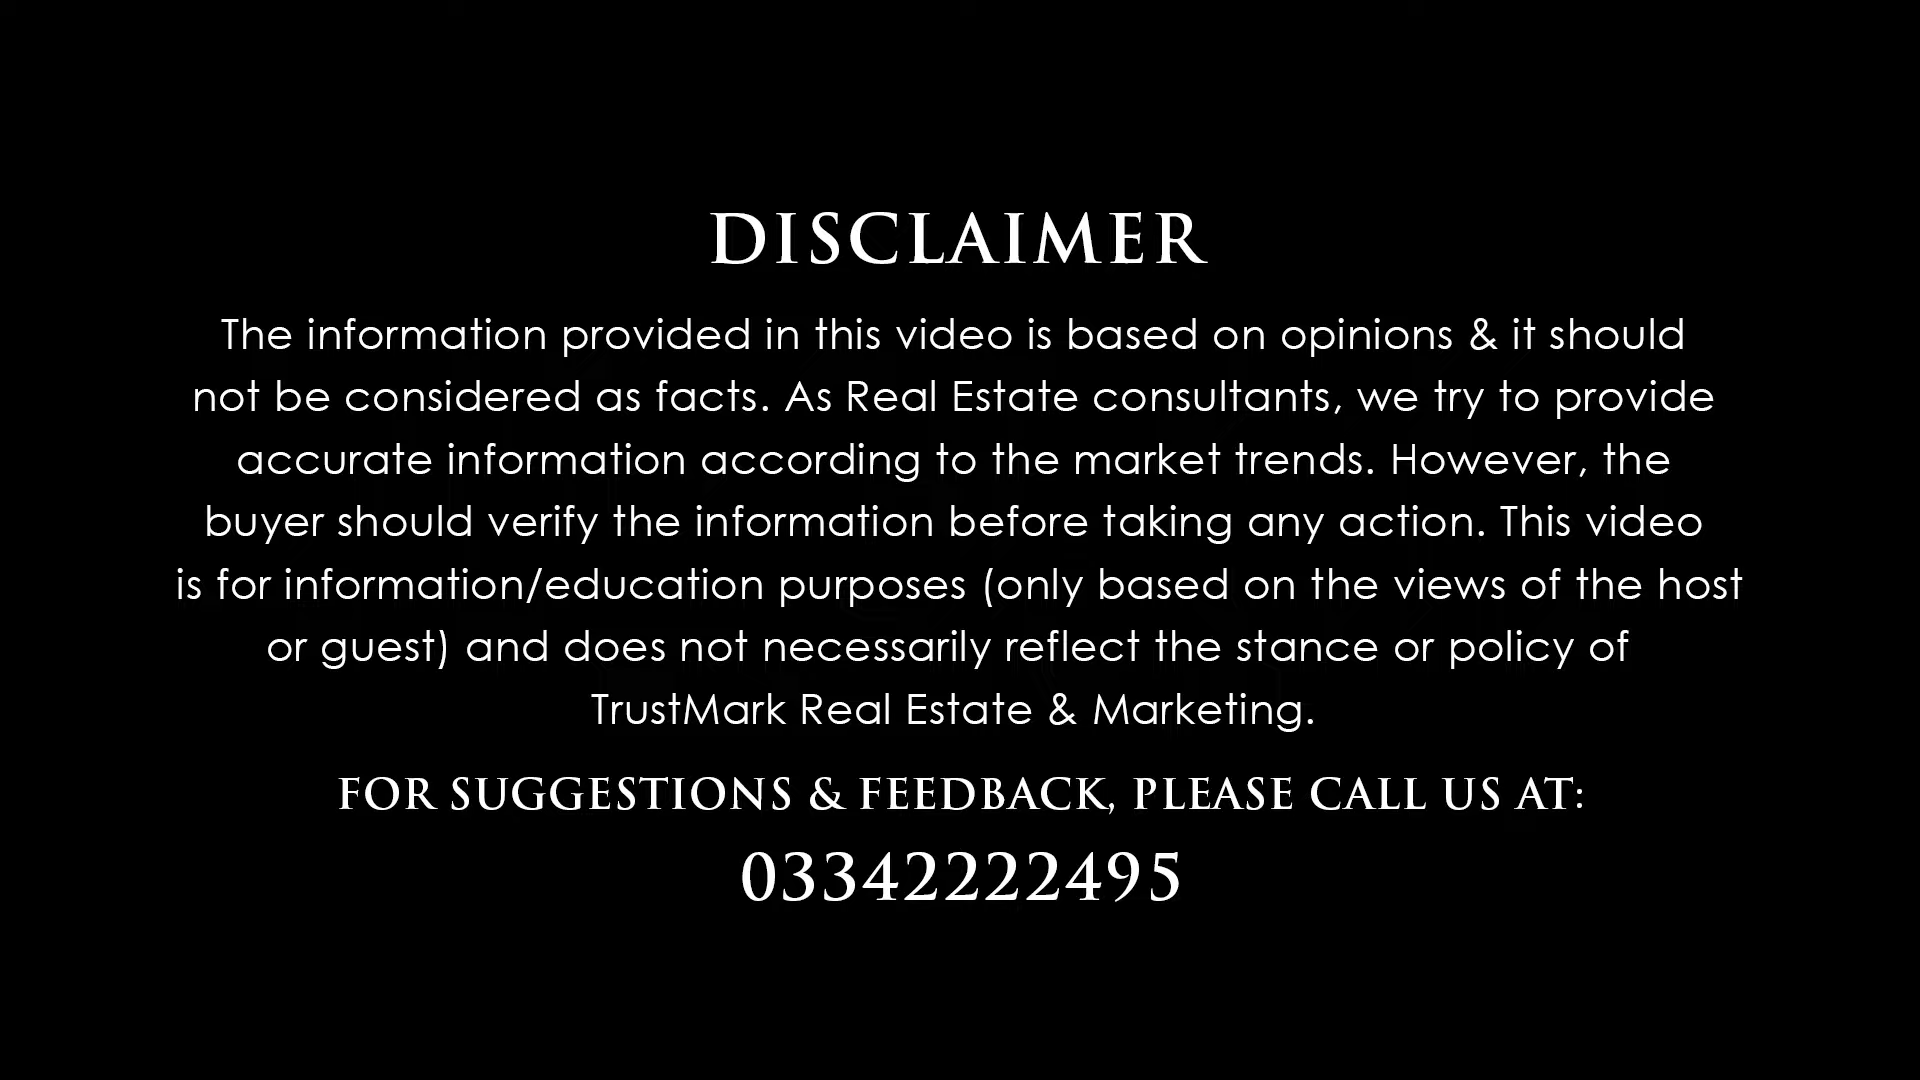 DISCLAIMER
The information provided in this video is based on opinions & it should
not be considered as facts. As Real Estate consultants, we try to provide
accurate information according to the market trends. However, the
buyer should verify the information before taking any action. This video
is for information/education purposes (only based on the views of the host
or guest) and does not necessarily reflect the stance or policy of
TrustMark Real Estate & Marketing.
FOR SUGGESTIONS & FEEDBACK, PLEASE CALL US AT:
03342222495